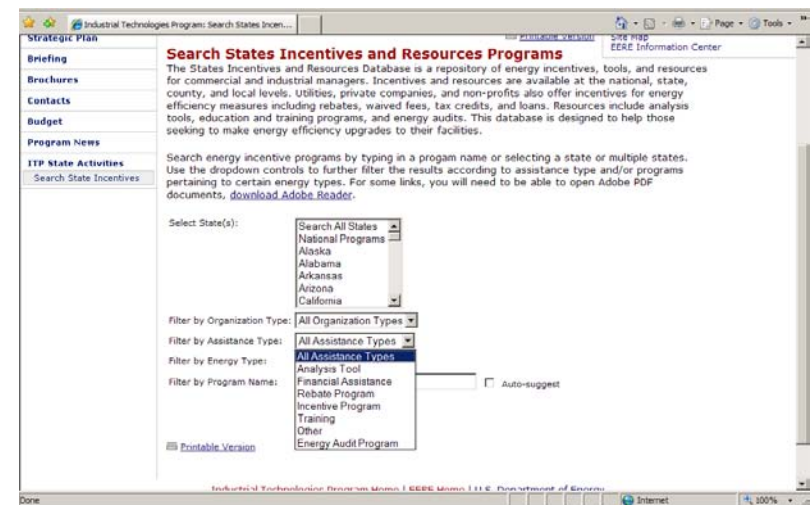 Industrial Technologies Program: Search States Incen...
Page
Tools
Strategic Plan
Printable Version
Site Map
EERE Information Center
Briefing
Brochures
Contacts
Budget
Program News
ITP State Activities
Search State Incentives
Search States Incentives and Resources Programs
The States Incentives and Resources Database is a repository of energy incentives, tools, and resources
for commercial and industrial managers. Incentives and resources are available at the national, state,
county, and local levels. Utilities, private companies, and non-profits also offer incentives for energy
efficiency measures including rebates, waived fees, tax credits, and loans. Resources include analysis
tools, education and training programs, and energy audits. This database is designed to help those
seeking to make energy efficiency upgrades to their facilities.
Search energy incentive programs by typing in a progam name or selecting a state or multiple states.
Use the dropdown controls to further filter the results according to assistance type and/or programs
pertaining to certain energy types. For some links, you will need to be able to open Adobe PDF
documents, download Adobe Reader.
Select State(s):
Search All States
National Programs
Alaska
Alabama
Arkansas
Arizona
California
Filter by Organization Type: All Organization Types
Filter by Assistance Type: All Assistance Types
All Assistance Types
Analysis Tool
Financial Assistance
Rebate Program
Incentive Program
Training
Other
Energy Audit Program
Filter by Energy Type:
Filter by Program Name:
Auto-suggest
Printable Version
Industrial Technologies Program Home | EERE Home | U.S. Department of Energy
Done
Internet
100%